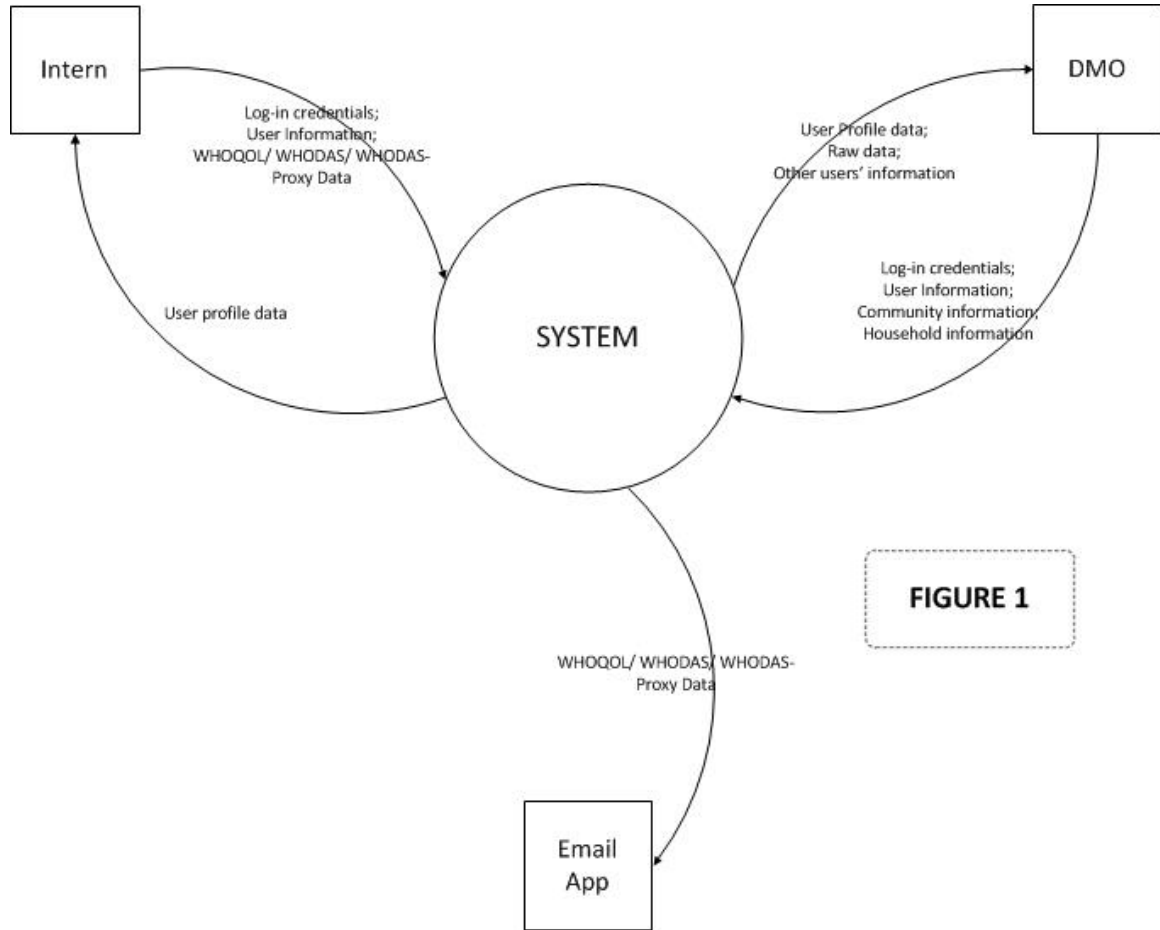 Intern
DMO
Log-in credentials;
User Information;
WHOQOL/ WHODAS/ WHODAS-
Proxy Data
User Profile data;
Raw data;
Other users' information
User profile data
SYSTEM
Log-in credentials;
User Information;
Community information;
Household information
FIGURE 1
WHOQOL/ WHODAS/ WHODAS-
Proxy Data
Email
App